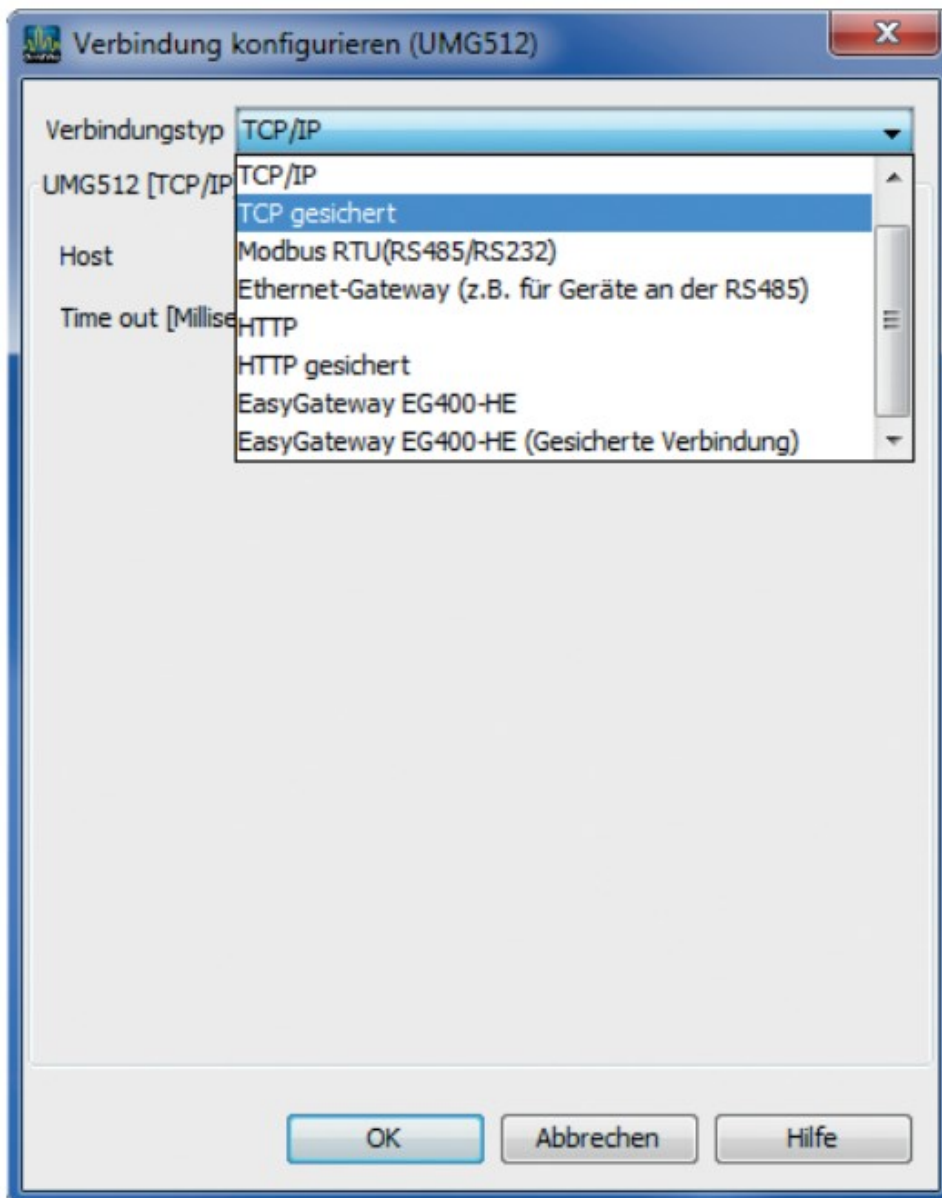 Verbindung konfigurieren (UMG512)
Verbindungstyp TCP/IP
UMG512 [TCP/IP
TCP/IP
TCP gesichert
Host
Modbus RTU(RS485/RS232)
Ethernet-Gateway (z.B. für Geräte an der RS485)
Time out [Millise
HTTP
HTTP gesichert
EasyGateway EG400-HE
EasyGateway EG400-HE (Gesicherte Verbindung)
OK Abbrechen Hilfe